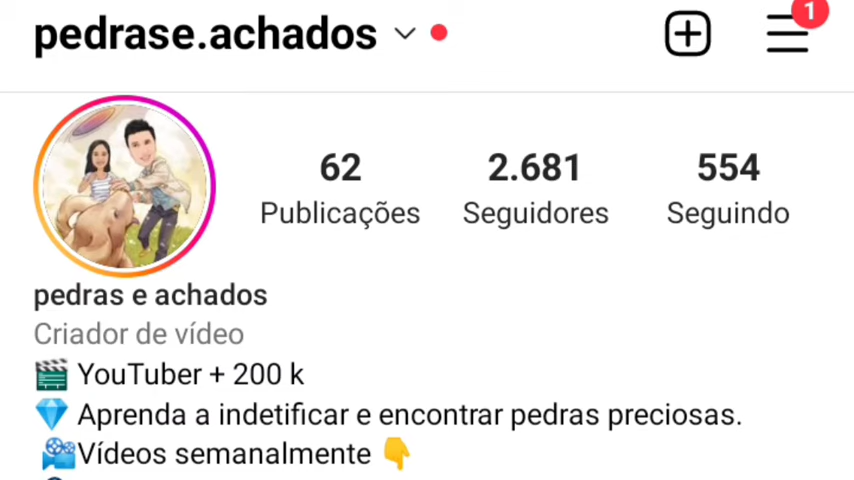 pedrase.achados
1
62
2.681
554
Publicações
Seguidores
Seguindo
pedras e achados
Criador de vídeo
YouTuber + 200 k
Aprenda a indetificar e encontrar pedras preciosas.
Vídeos semanalmente